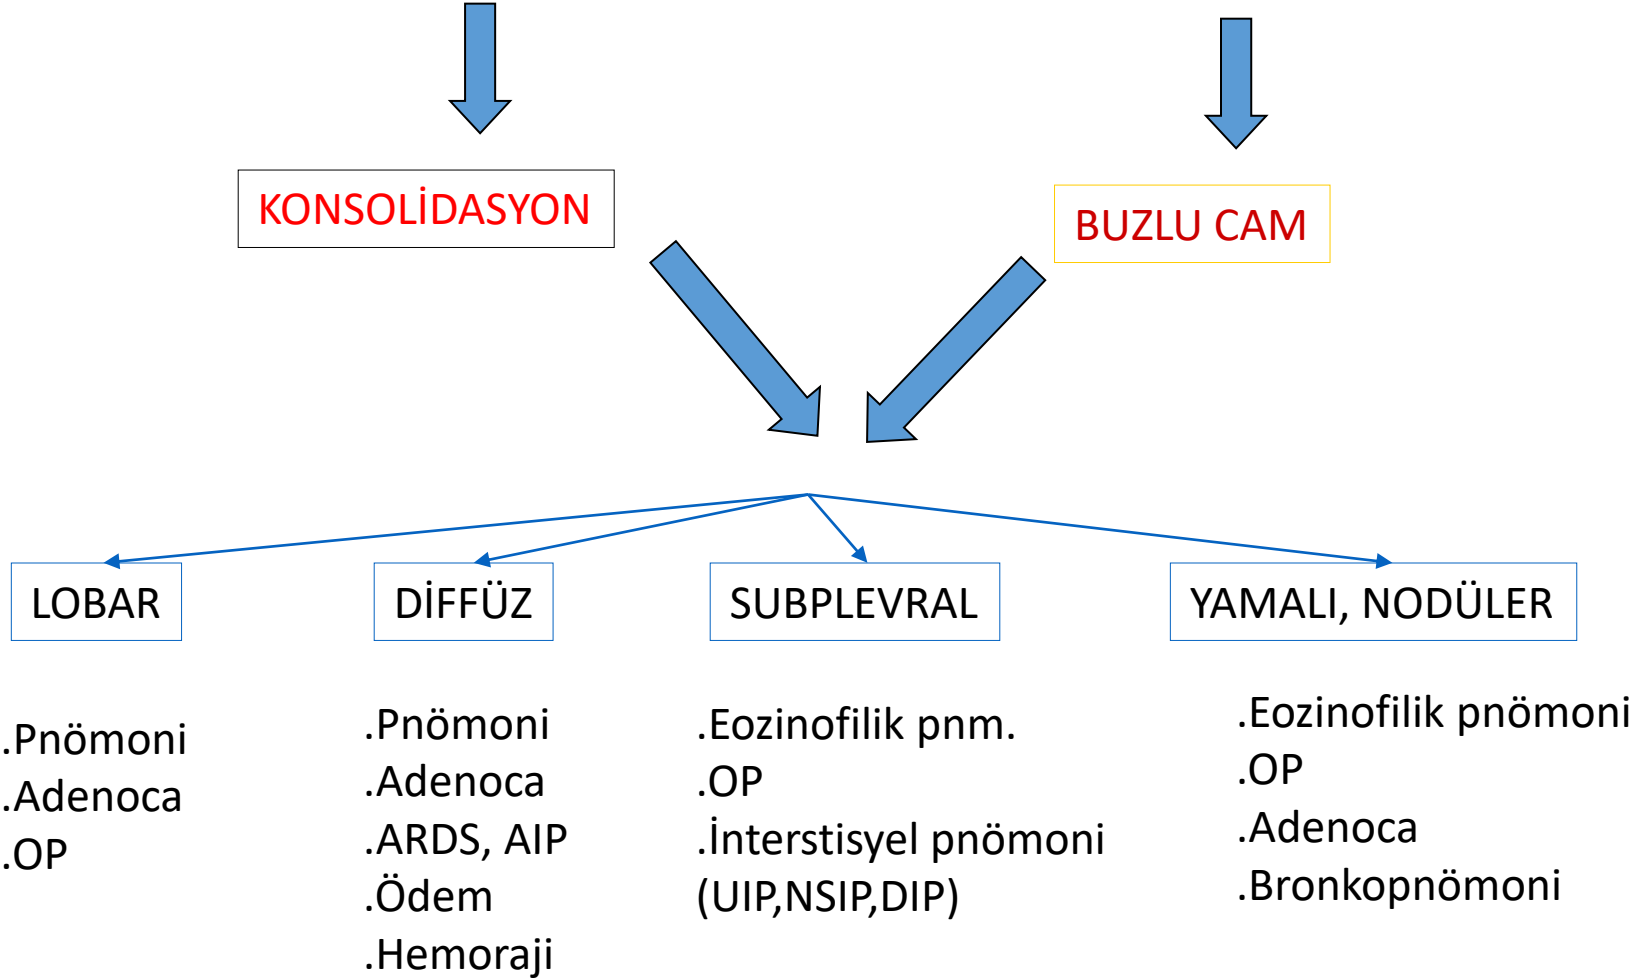 KONSOLİDASYON
BUZLU CAM
LOBAR
DİFFÜZ
SUBPLEVRAL
YAMALI, NODÜLER
.Pnömoni
.Adenoca
.OP
.Pnömoni
.Adenoca
.ARDS, AIP
.Ödem
.Hemoraji
.Eozinofilik pnm.
.OP
.İnterstisyel pnömoni
(UIP,NSIP,DIP)
.Eozinofilik pnömoni
.OP
.Adenoca
.Bronkopnömoni